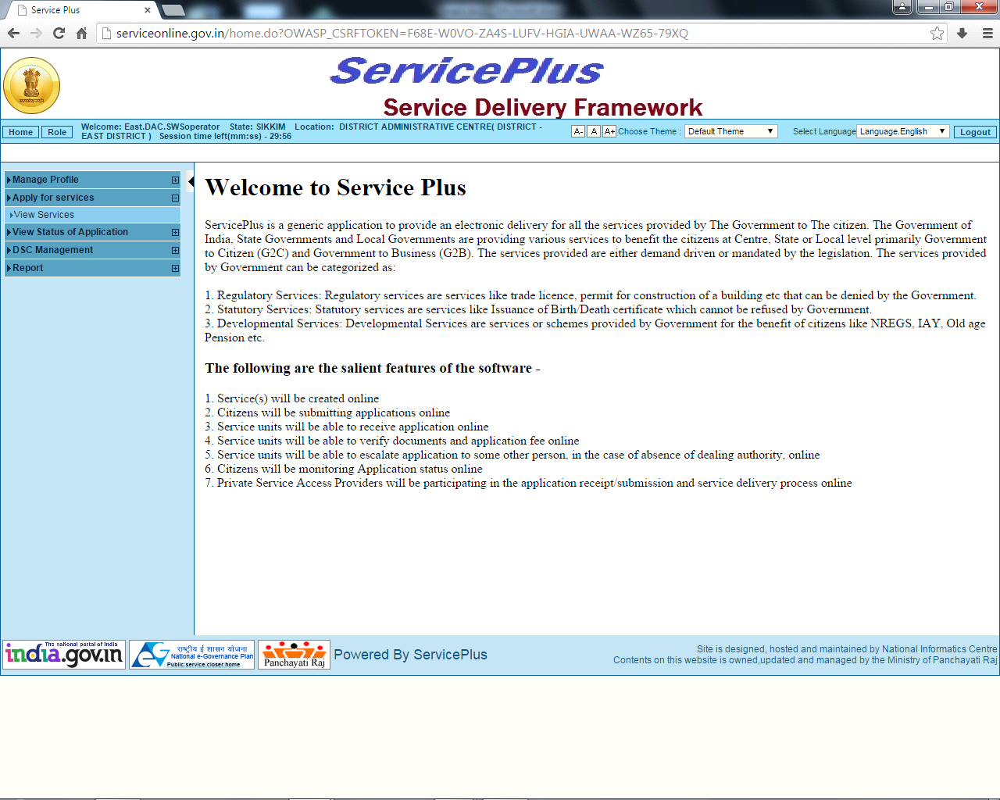 Service Plus
serviceonline.gov.in/home.do?OWASP_CSRFTOKEN=F68E-W0VO-ZA4S-LUFV-HGIA-UWAA-WZ65-79XQ
ServicePlus
Service Delivery Framework
Home Role Welcome: East.DAC.SWSoperator State: SIKKIM Location: DISTRICT ADMINISTRATIVE CENTRE( DISTRICT -
EAST DISTRICT ) Session time left(mm:ss) - 29:56
A- A A+ Choose Theme : Default Theme Select Language Language.English Logout
Manage Profile
Apply for services
View Services
View Status of Application
DSC Management
Report
Welcome to Service Plus
ServicePlus is a generic application to provide an electronic delivery for all the services provided by The Government to The citizen. The Government of
India, State Governments and Local Governments are providing various services to benefit the citizens at Centre, State or Local level primarily Government
to Citizen (G2C) and Government to Business (G2B). The services provided are either demand driven or mandated by the legislation. The services provided
by Government can be categorized as:
1. Regulatory Services: Regulatory services are services like trade licence, permit for construction of a building etc that can be denied by the Government.
2. Statutory Services: Statutory services are services like Issuance of Birth/Death certificate which cannot be refused by Government.
3. Developmental Services: Developmental Services are services or schemes provided by Government for the benefit of citizens like NREGS, IAY, Old age
Pension etc.
The following are the salient features of the software -
1. Service(s) will be created online
2. Citizens will be submitting applications online
3. Service units will be able to receive application online
4. Service units will be able to verify documents and application fee online
5. Service units will be able to escalate application to some other person, in the case of absence of dealing authority, online
6. Citizens will be monitoring Application status online
7. Private Service Access Providers will be participating in the application receipt/submission and service delivery process online
The national portal of India
india.gov.in
राष्ट्रीय ई शासन योजना
National e-Governance Plan
Public service closer home
Panchayati Raj
Powered By ServicePlus
Site is designed, hosted and maintained by National Informatics Centre
Contents on this website is owned,updated and managed by the Ministry of Panchayati Raj